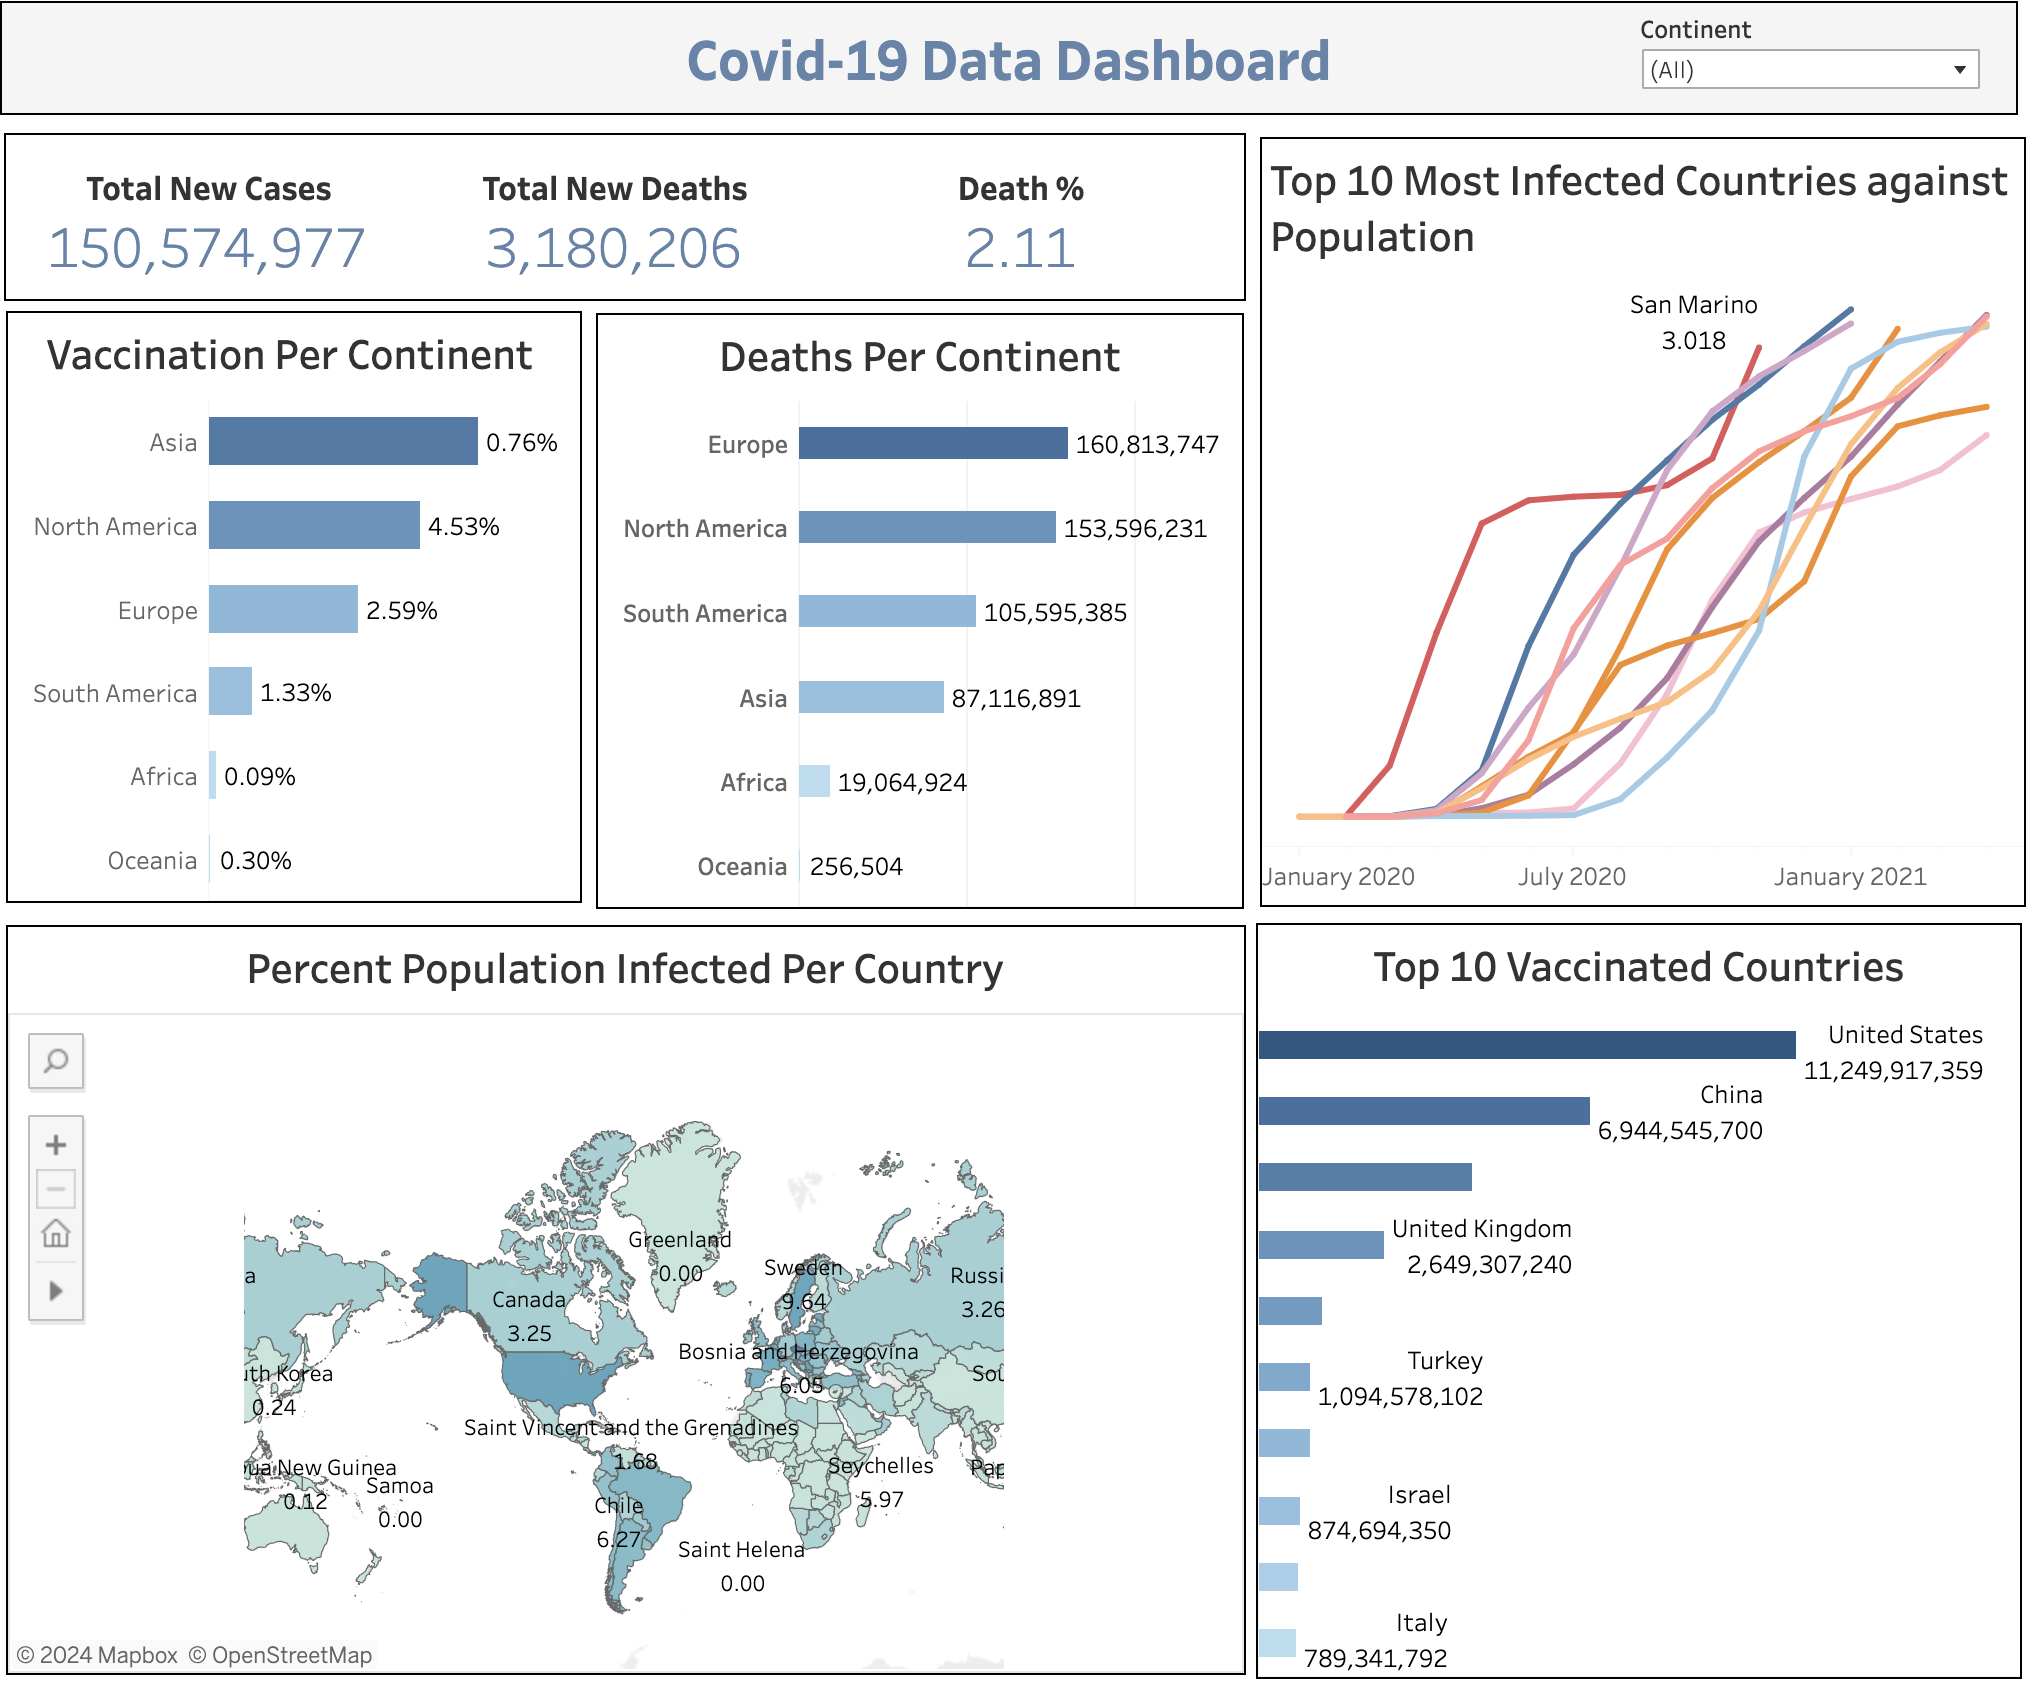 Covid-19 Data Dashboard
Continent
(All)
Total New Cases
150,574,977
Total New Deaths
3,180,206
Death %
2.11
Vaccination Per Continent
Asia 0.76%
North America 4.53%
Europe 2.59%
South America 1.33%
Africa 0.09%
Oceania 0.30%
Deaths Per Continent
Europe 160,813,747
North America 153,596,231
South America 105,595,385
Asia 87,116,891
Africa 19,064,924
Oceania 256,504
Top 10 Most Infected Countries against
Population
San Marino
3.018
January 2020 July 2020 January 2021
Percent Population Infected Per Country
Greenland
0.00
Sweden
9.64
a
Russi
3.26
Canada
3.25
Bosnia and Herzegovina
6.05
uth Korea
0.24
Sou
Saint Vincent and the Grenadines
1.68
ua New Guinea
0.12
Samoa
0.00
Seychelles
5.97
Pap
Chile
6.27
Saint Helena
0.00
© 2024 Mapbox © OpenStreetMap
Top 10 Vaccinated Countries
United States
11,249,917,359
China
6,944,545,700
United Kingdom
2,649,307,240
Turkey
1,094,578,102
Israel
874,694,350
Italy
789,341,792